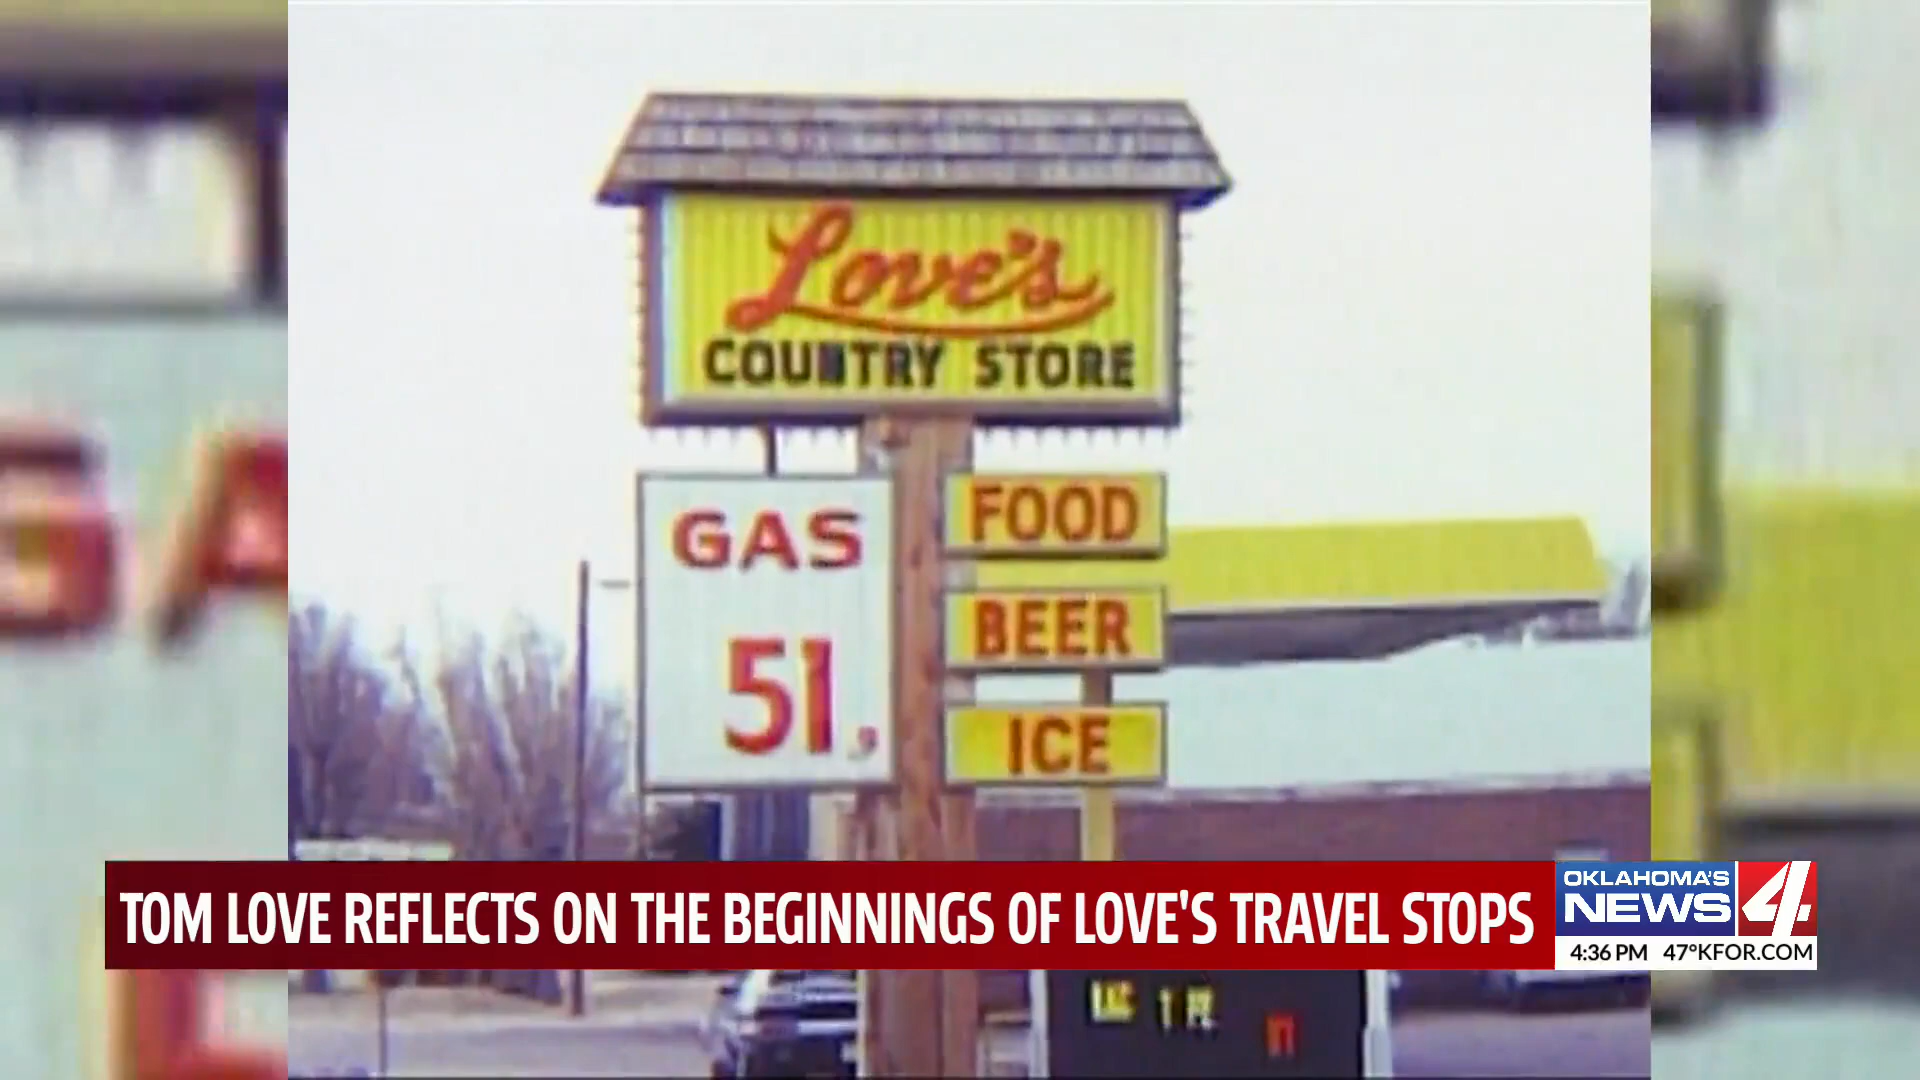 Love's
COUNTRY STORE
GAS
51
FOOD
BEER
ICE
TOM LOVE REFLECTS ON THE BEGINNINGS OF LOVE'S TRAVEL STOPS
OKLAHOMA'S
NEWS 4
4:36 PM 47° KFOR.COM